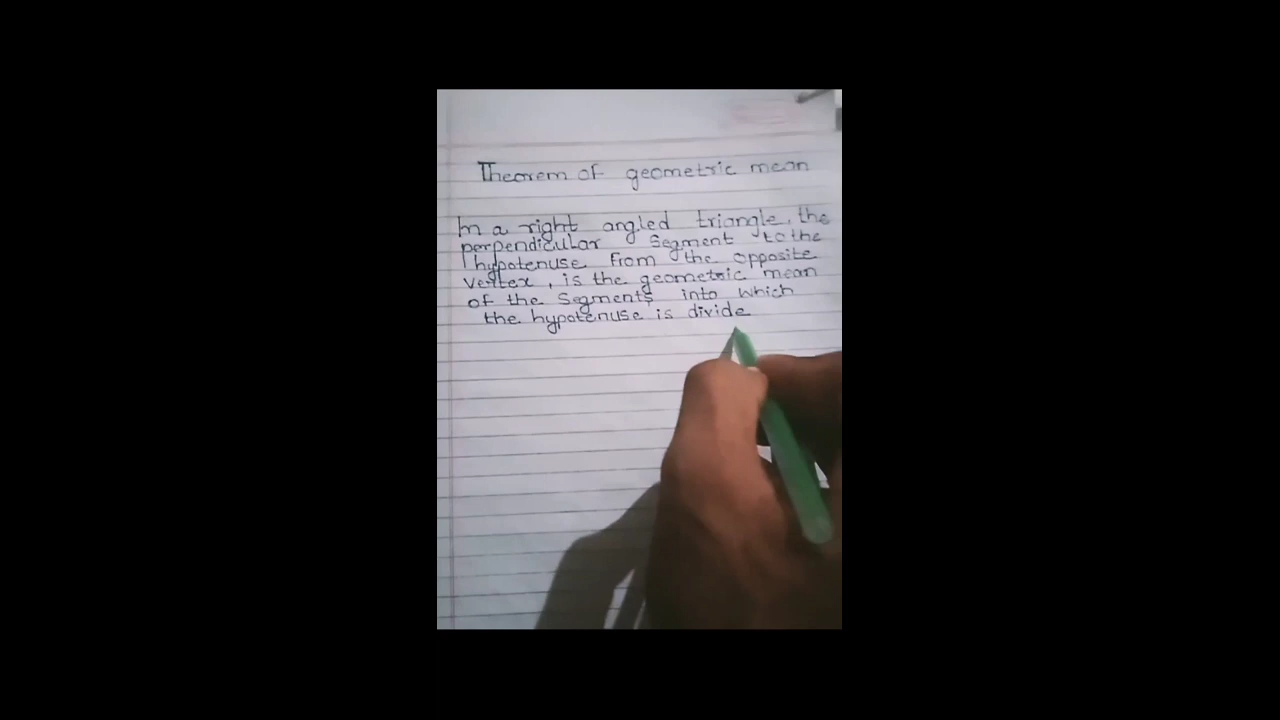 Theorem of geometric mean
In a right angled triangle, the
perpendicular segment to the
hypotenuse from the opposite
vertex, is the geometric mean
of the segments into which
the hypotenuse is divide